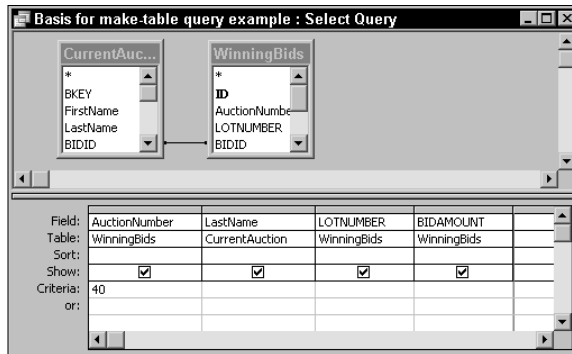 Basis for make-table query example : Select Query
CurrentAuc...
*
BKEY
FirstName
LastName
BIDID
WinningBids
*
ID
AuctionNumbe
LOTNUMBER
BIDID
Field: AuctionNumber LastName LOTNUMBER BIDAMOUNT
Table: WinningBids CurrentAuction WinningBids WinningBids
Sort:
Show:
Criteria: 40
or: